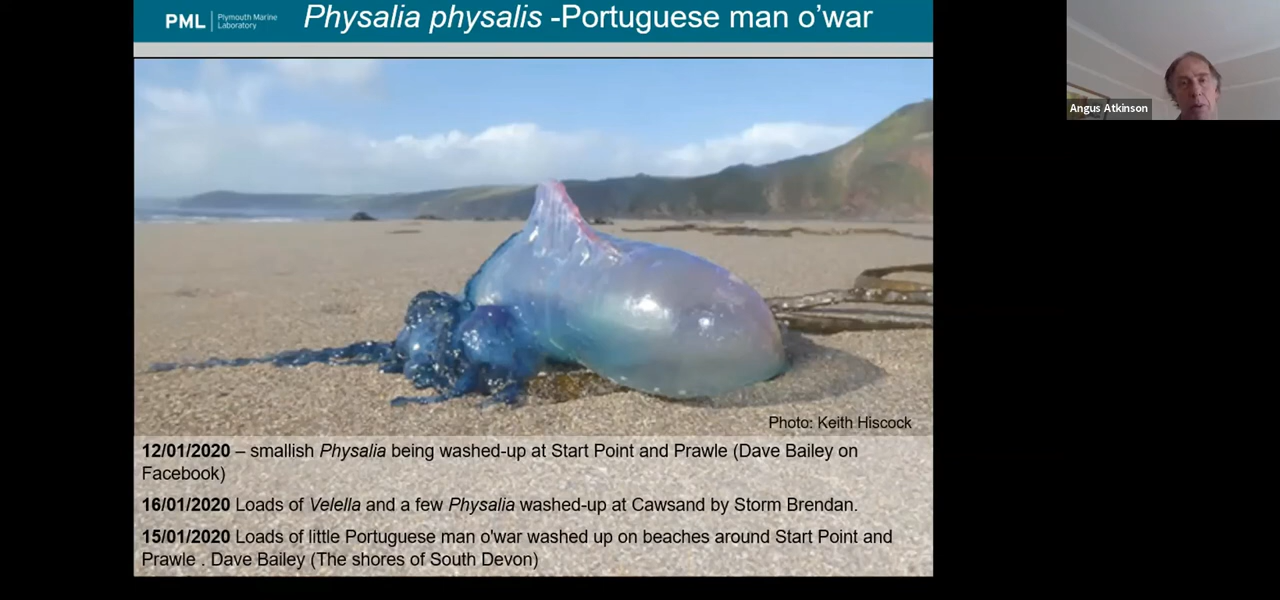 PML | Plymouth Marine
Laboratory
Physalia physalis -Portuguese man o’war
Angus Atkinson
Photo: Keith Hiscock
12/01/2020 – smallish Physalia being washed-up at Start Point and Prawle (Dave Bailey on
Facebook)
16/01/2020 Loads of Velella and a few Physalia washed-up at Cawsand by Storm Brendan.
15/01/2020 Loads of little Portuguese man o'war washed up on beaches around Start Point and
Prawle . Dave Bailey (The shores of South Devon)